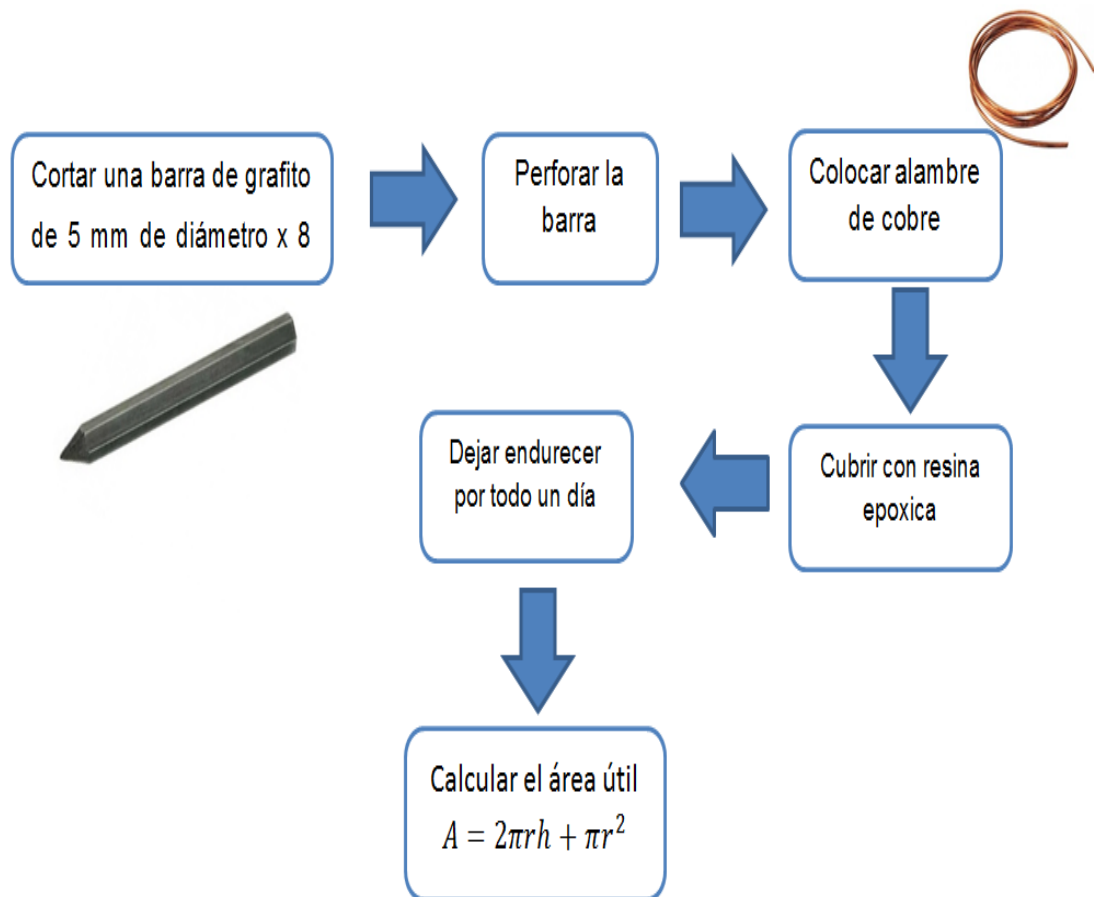 Cortar una barra de grafito
de 5 mm de diámetro x 8
Perforar la
barra
Colocar alambre
de cobre
Cubrir con resina
epoxica
Dejar endurecer
por todo un día
Calcular el área útil
A = 2πrh + πr²